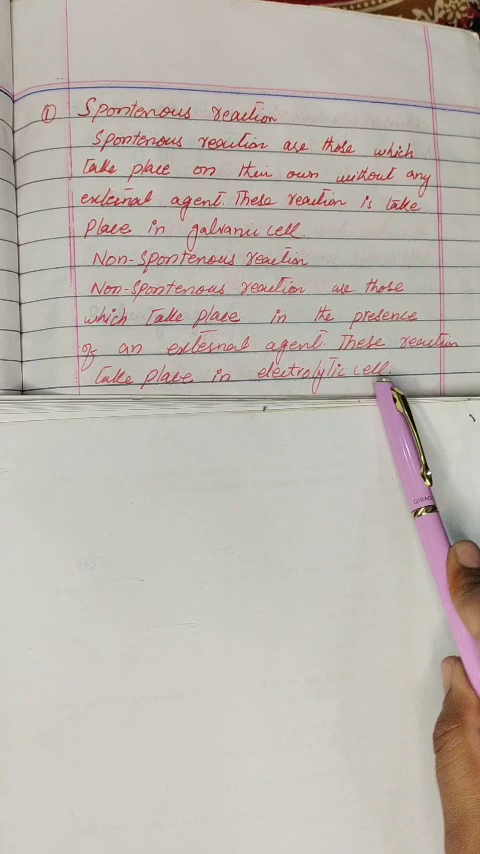 ① Spontenous reaction
Spontenous reaction are those which
take place on their own without any
external agent. These reaction is take
place in galvanic cell.
Non-Spontenous reaction
Non-spontenous reaction are those
which take place in the presence
of an external agent. These reaction
take place in electrolytic cell.